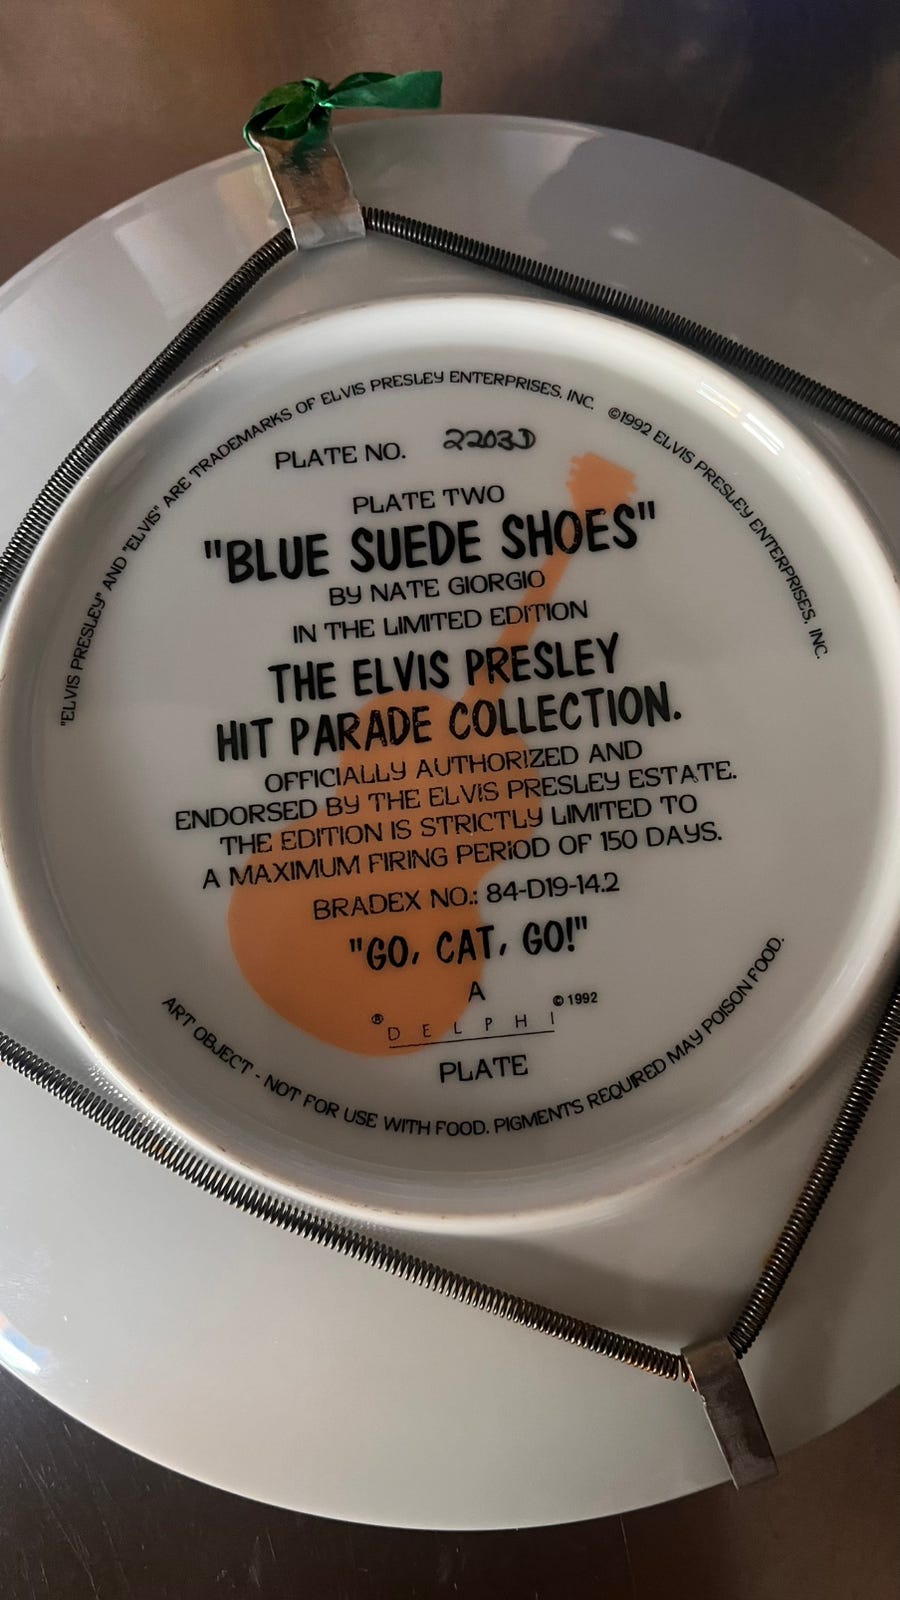 "ELVIS PRESLEY" AND "ELVIS" ARE TRADEMARKS OF ELVIS PRESLEY ENTERPRISES, INC. ©1992 ELVIS PRESLEY ENTERPRISES, INC.
PLATE NO. 2203D
PLATE TWO
"BLUE SUEDE SHOES"
BY NATE GIORGIO
IN THE LIMITED EDITION
THE ELVIS PRESLEY
HIT PARADE COLLECTION.
OFFICIALLY AUTHORIZED AND
ENDORSED BY THE ELVIS PRESLEY ESTATE.
THE EDITION IS STRICTLY LIMITED TO
A MAXIMUM FIRING PERIOD OF 150 DAYS.
BRADEX NO.: 84-D19-14.2
"GO, CAT, GO!"
A
® DELPHI © 1992
PLATE
ART OBJECT - NOT FOR USE WITH FOOD. PIGMENTS REQUIRED MAY POISON FOOD.